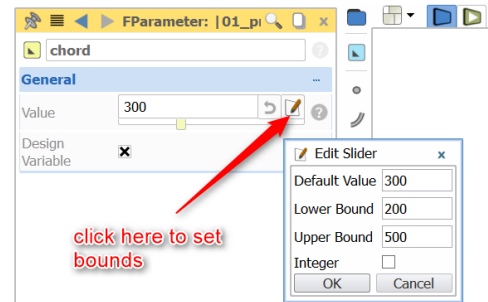 FParameter: |01_pr
chord
General
Value 300
Design
Variable
click here to set
bounds
Edit Slider x
Default Value 300
Lower Bound 200
Upper Bound 500
Integer
OK Cancel